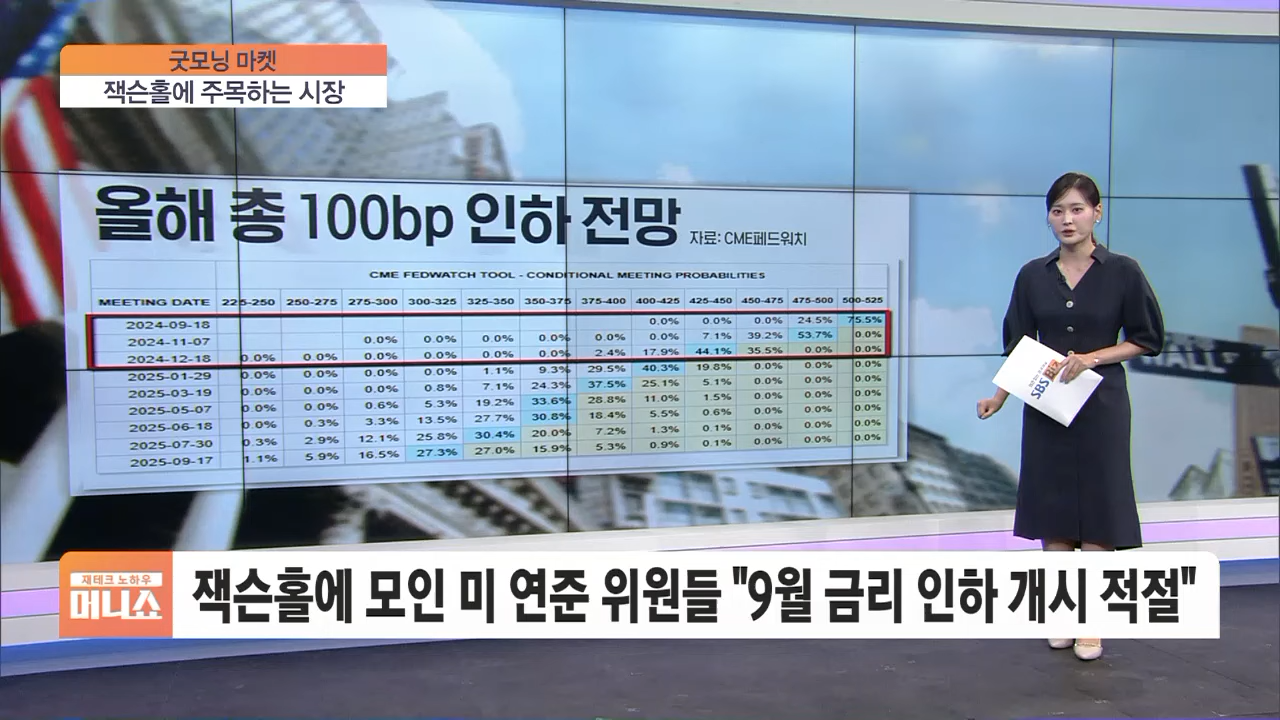 굿모닝 마켓
잭슨홀에 주목하는 시장
올해 총 100bp 인하 전망 자료: CME페드워치
CME FEDWATCH TOOL - CONDITIONAL MEETING PROBABILITIES
MEETING DATE 225-250 250-275 275-300 300-325 325-350 350-375 375-400 400-425 425-450 450-475 475-500 500-525
2024-09-18 0.0% 0.0% 0.0% 24.5% 75.5%
2024-11-07 0.0% 0.0% 0.0% 0.0% 0.0% 0.0% 7.1% 39.2% 53.7% 0.0%
2024-12-18 0.0% 0.0% 0.0% 0.0% 0.0% 0.0% 2.4% 17.9% 44.1% 35.5% 0.0% 0.0%
2025-01-29 0.0% 0.0% 0.0% 0.0% 1.1% 9.3% 29.5% 40.3% 19.8% 0.0% 0.0% 0.0%
2025-03-19 0.0% 0.0% 0.0% 0.8% 7.1% 24.3% 37.5% 25.1% 5.1% 0.0% 0.0% 0.0%
2025-05-07 0.0% 0.0% 0.6% 5.3% 19.2% 33.6% 28.8% 11.0% 1.5% 0.0% 0.0% 0.0%
2025-06-18 0.0% 0.3% 3.3% 13.5% 27.7% 30.8% 18.4% 5.5% 0.6% 0.0% 0.0% 0.0%
2025-07-30 0.3% 2.9% 12.1% 25.8% 30.4% 20.0% 7.2% 1.3% 0.1% 0.0% 0.0% 0.0%
2025-09-17 1.1% 5.9% 16.5% 27.3% 27.0% 15.9% 5.3% 0.9% 0.1% 0.0% 0.0% 0.0%
WALL
SBS Biz
재테크 노하우
머니쇼
잭슨홀에 모인 미 연준 위원들 "9월 금리 인하 개시 적절"